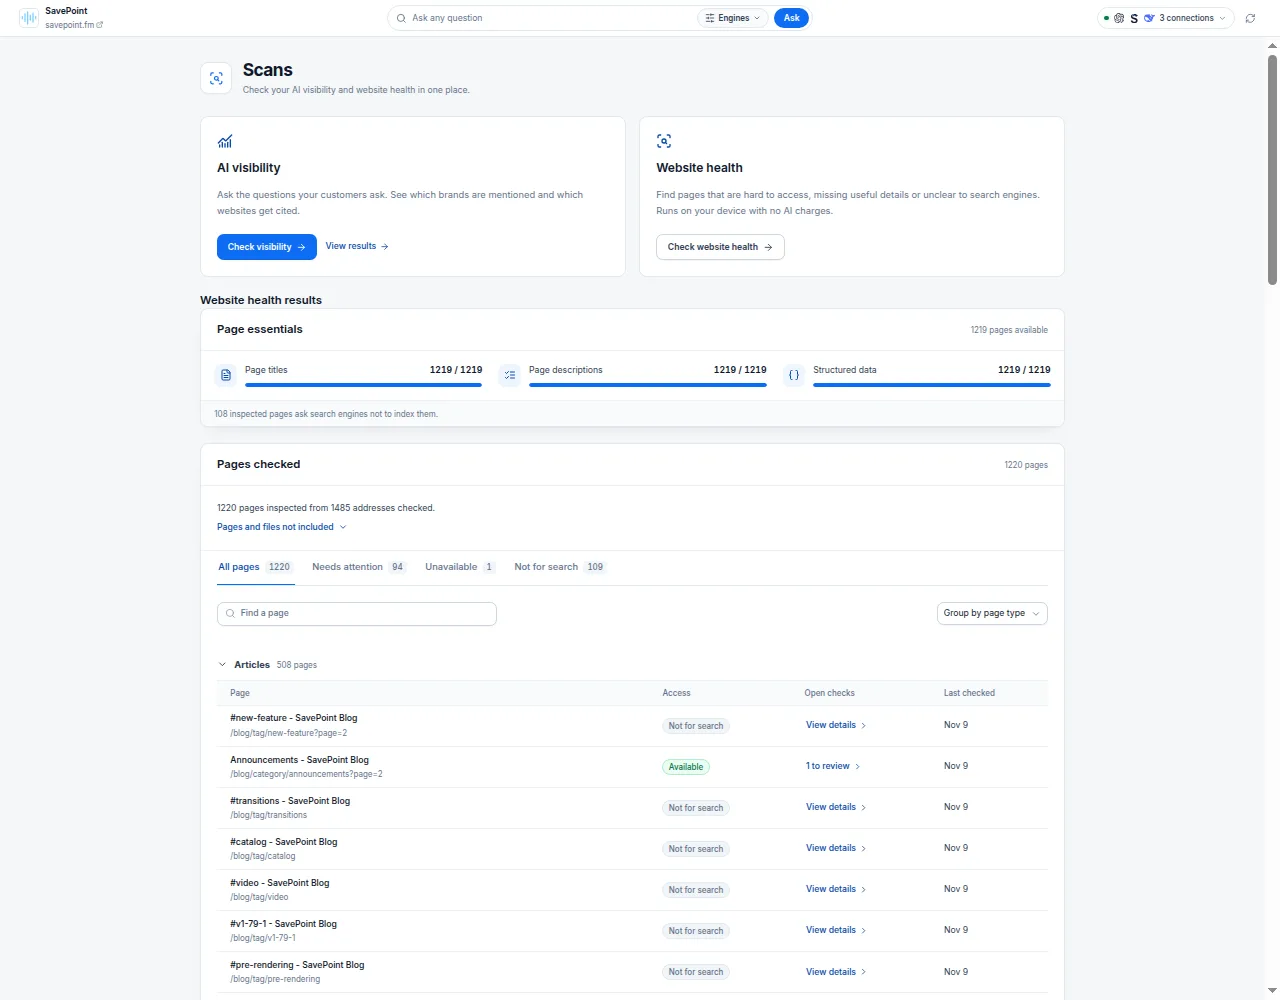 SavePoint
savepoint.fm
Ask any question
Engines
Ask
3 connections
Scans
Check your AI visibility and website health in one place.
AI visibility
Ask the questions your customers ask. See which brands are mentioned and which
websites get cited.
Check visibility
View results
Website health
Find pages that are hard to access, missing useful details or unclear to search engines.
Runs on your device with no AI charges.
Check website health
Website health results
Page essentials
1219 pages available
Page titles
1219 / 1219
Page descriptions
1219 / 1219
Structured data
1219 / 1219
108 inspected pages ask search engines not to index them.
Pages checked
1220 pages
1220 pages inspected from 1485 addresses checked.
Pages and files not included
All pages 1220
Needs attention 94
Unavailable 1
Not for search 109
Find a page
Group by page type
Articles 508 pages
Page Access Open checks Last checked
#new-feature - SavePoint Blog
/blog/tag/new-feature?page=2
Not for search View details Nov 9
Announcements - SavePoint Blog
/blog/category/announcements?page=2
Available 1 to review Nov 9
#transitions - SavePoint Blog
/blog/tag/transitions
Not for search View details Nov 9
#catalog - SavePoint Blog
/blog/tag/catalog
Not for search View details Nov 9
#video - SavePoint Blog
/blog/tag/video
Not for search View details Nov 9
#v1-79-1 - SavePoint Blog
/blog/tag/v1-79-1
Not for search View details Nov 9
#pre-rendering - SavePoint Blog
/blog/tag/pre-rendering
Not for search View details Nov 9